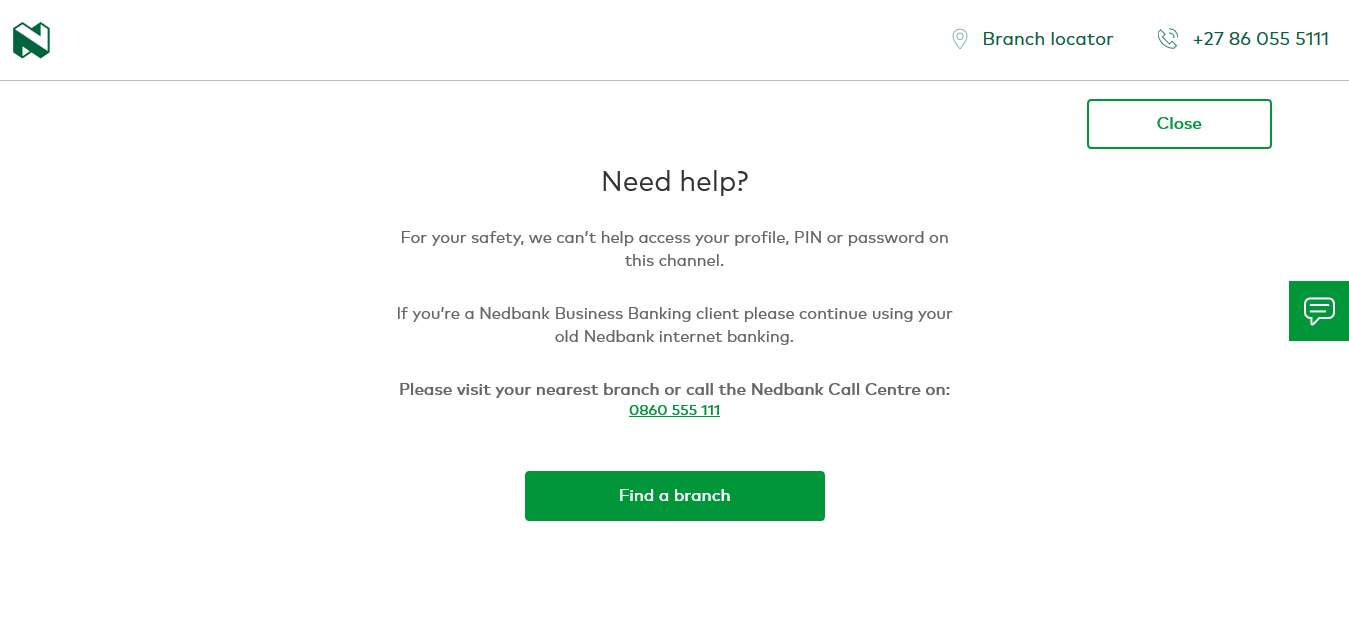 Branch locator
+27 86 055 5111
Close
Need help?
For your safety, we can’t help access your profile, PIN or password on
this channel.
If you’re a Nedbank Business Banking client please continue using your
old Nedbank internet banking.
Please visit your nearest branch or call the Nedbank Call Centre on:
0860 555 111
Find a branch